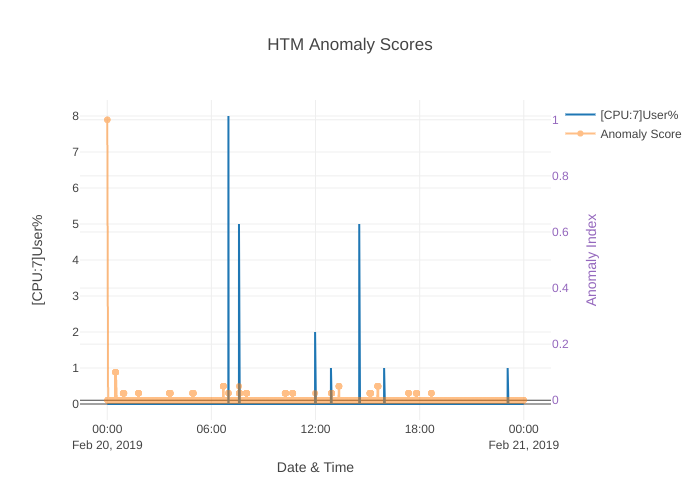 HTM Anomaly Scores
[CPU:7]User%
Anomaly Score
8
7
6
5
4
3
2
1
0
[CPU:7]User%
1
0.8
0.6
0.4
0.2
0
Anomaly Index
00:00 06:00 12:00 18:00 00:00
Feb 20, 2019 Feb 21, 2019
Date & Time